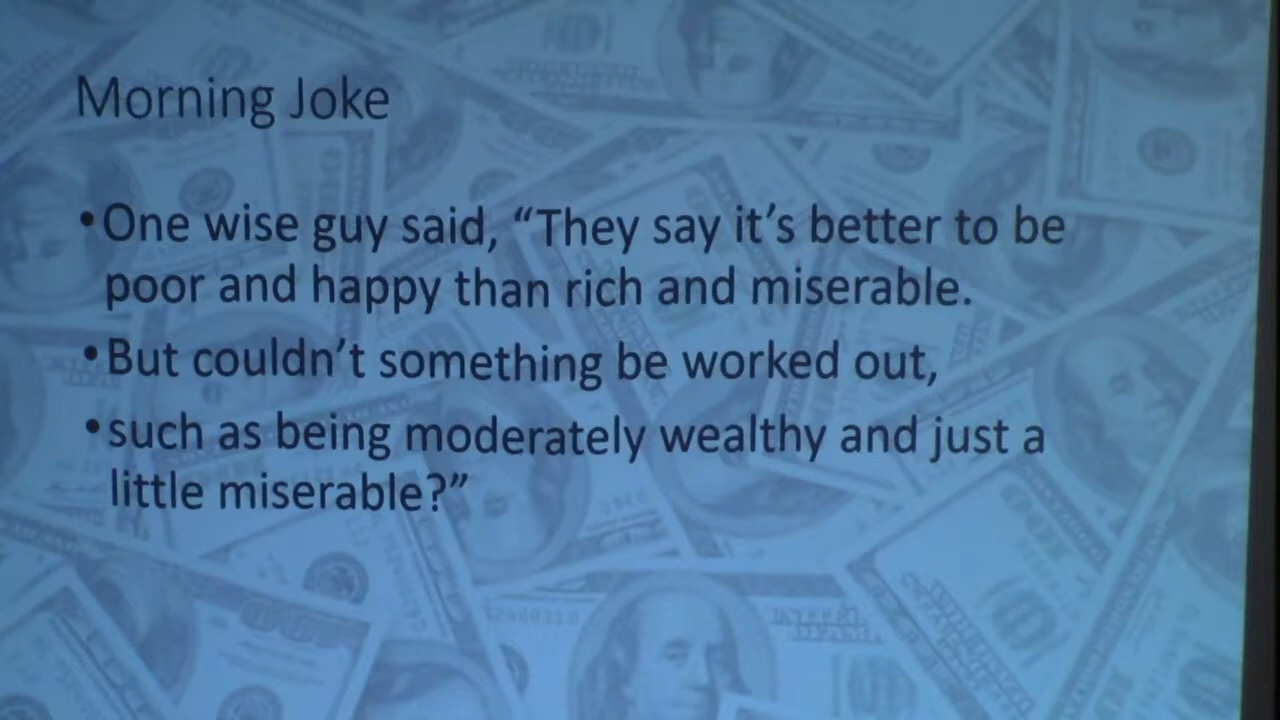 Morning Joke
•One wise guy said, “They say it’s better to be
poor and happy than rich and miserable.
•But couldn’t something be worked out,
•such as being moderately wealthy and just a
little miserable?”